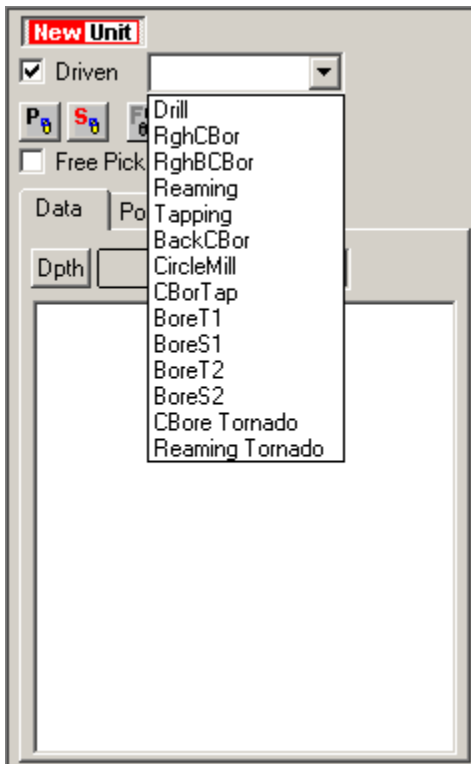 New Unit
Driven
P S F
Free Pick
Data Po
Dpth
Drill
RghCBor
RghBCBor
Reaming
Tapping
BackCBor
CircleMill
CBorTap
BoreT1
BoreS1
BoreT2
BoreS2
CBore Tornado
Reaming Tornado